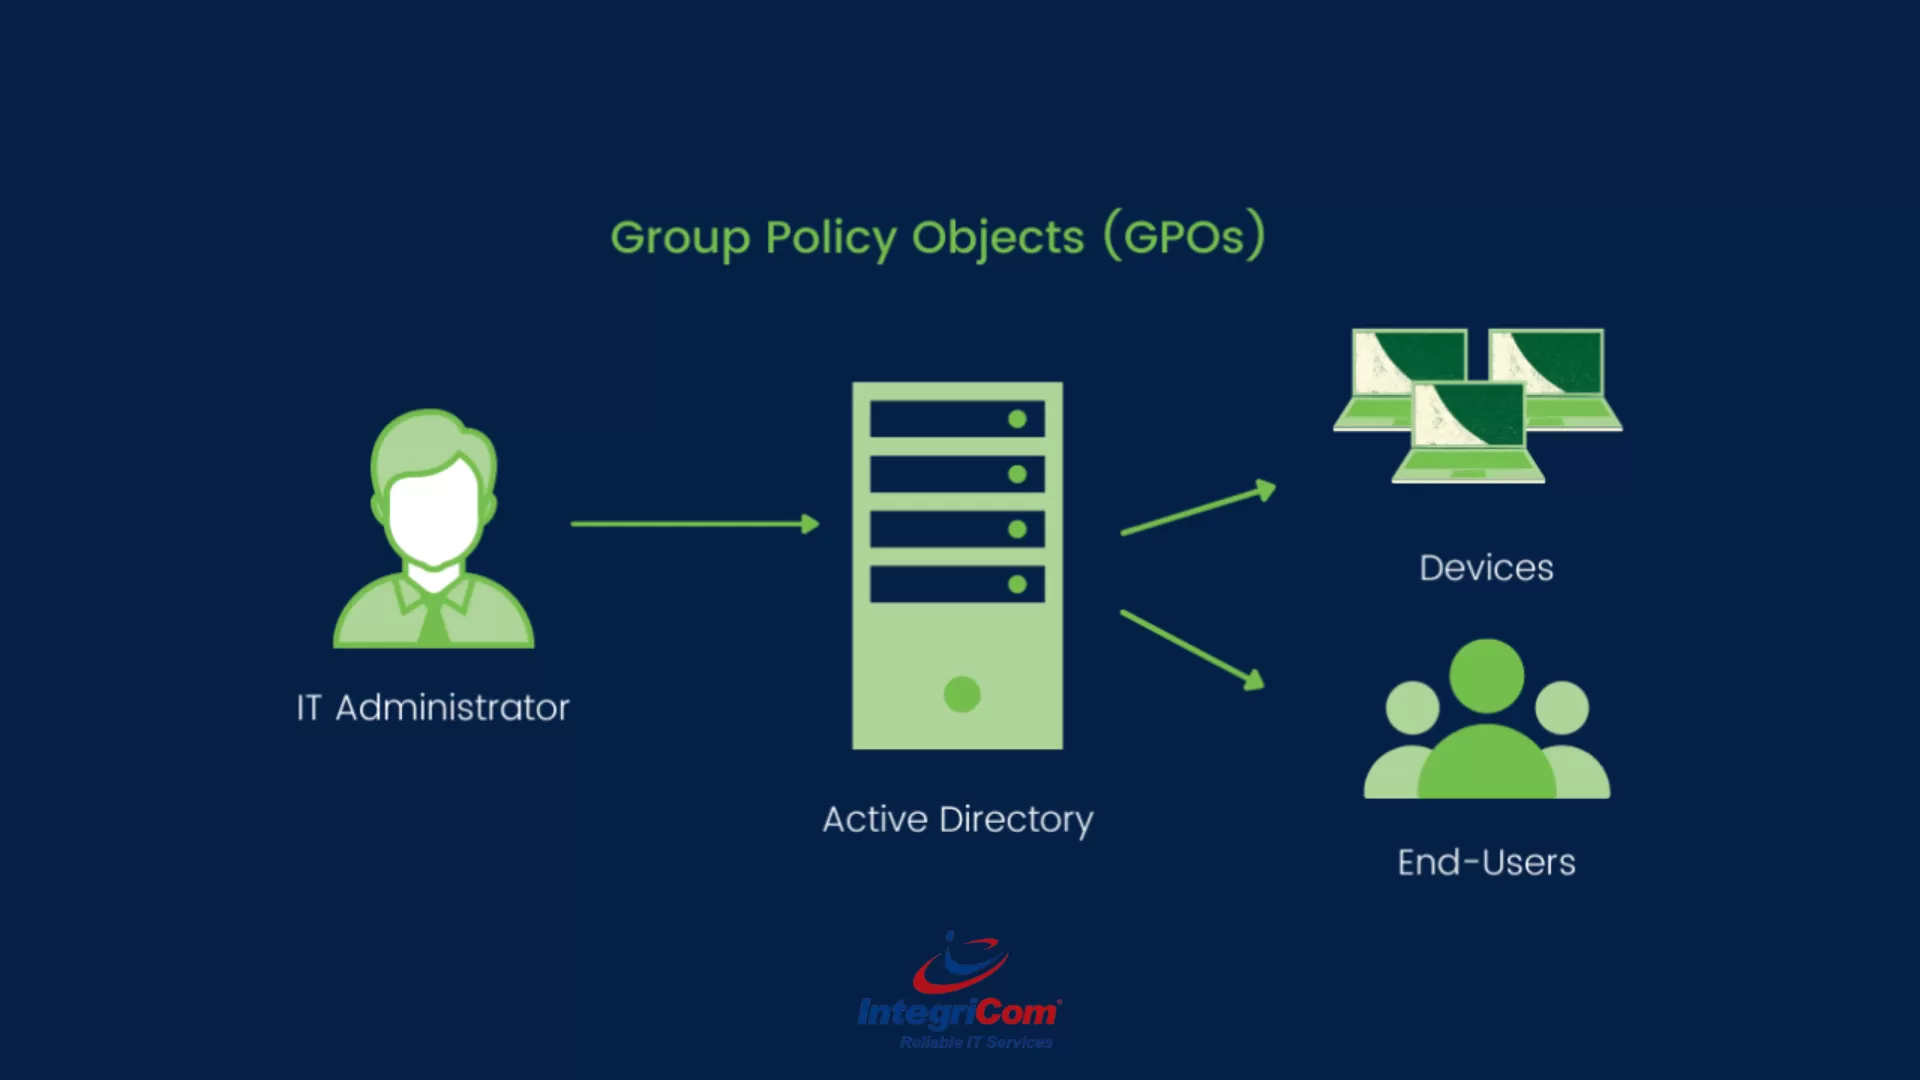 Group Policy Objects (GPOs)
IT Administrator
Active Directory
Devices
End-Users
IntegriCom®
Reliable IT Services